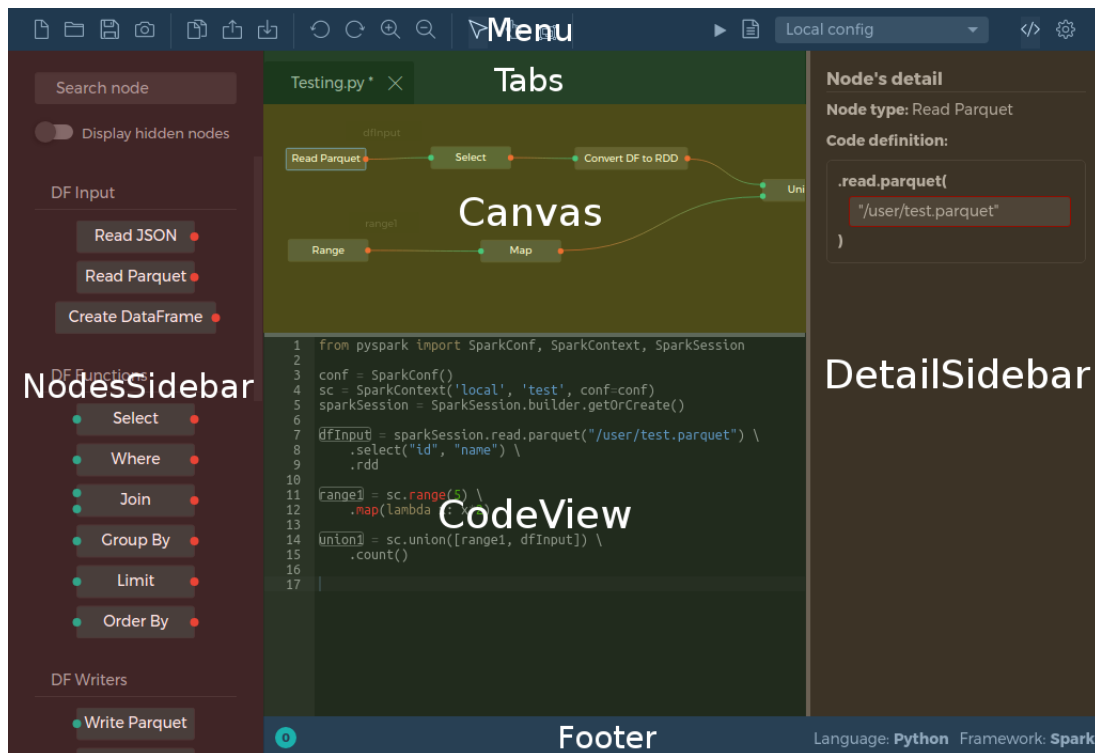 Menu
Local config
Search node
Display hidden nodes
DF Input
Read JSON
Read Parquet
Create DataFrame
DF Functions
NodesSidebar
Select
Where
Join
Group By
Limit
Order By
DF Writers
Write Parquet
Testing.py *
Tabs
dfInput
Read Parquet
Select
Convert DF to RDD
Uni
Canvas
range1
Range
Map
1 from pyspark import SparkConf, SparkContext, SparkSession
2
3 conf = SparkConf()
4 sc = SparkContext('local', 'test', conf=conf)
5 sparkSession = SparkSession.builder.getOrCreate()
6
7 dfInput = sparkSession.read.parquet("/user/test.parquet") \
8 .select("id", "name") \
9 .rdd
10
11 range1 = sc.range(5) \
12 .map(lambda
CodeView
13
14 union1 = sc.union([range1, dfInput]) \
15 .count()
16
17
Node's detail
Node type: Read Parquet
Code definition:
.read.parquet(
"/user/test.parquet"
)
DetailSidebar
0
Footer
Language: Python Framework: Spark